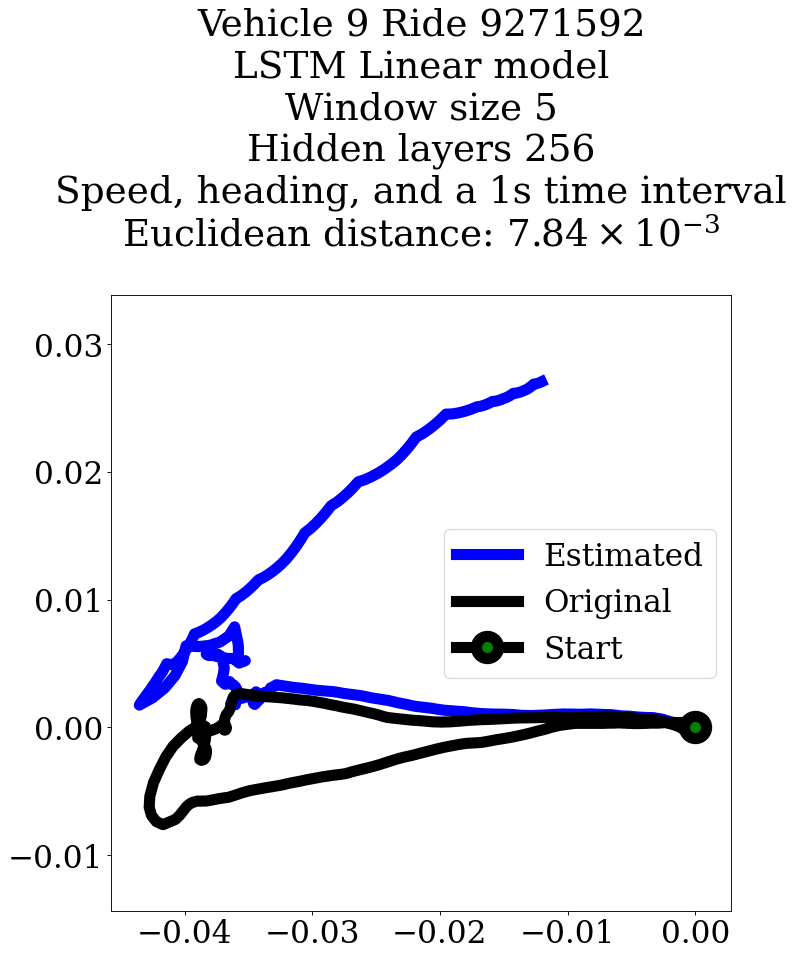 Vehicle 9 Ride 9271592
LSTM Linear model
Window size 5
Hidden layers 256
Speed, heading, and a 1s time interval
Euclidean distance: 7.84 × 10⁻³
0.03
0.02
0.01
0.00
−0.01
Estimated
Original
Start
−0.04 −0.03 −0.02 −0.01 0.00